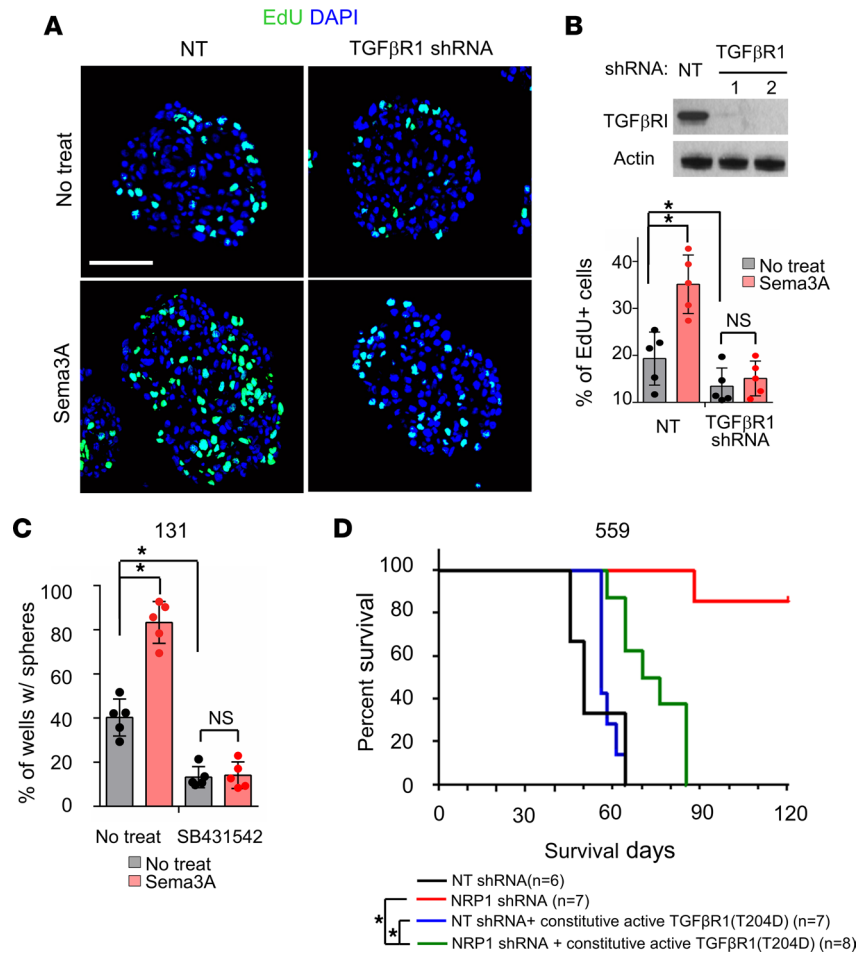 A
EdU DAPI
NT
TGFβR1 shRNA
No treat
Sema3A
B
shRNA: NT
TGFβR1
1 2
TGFβRI
Actin
*
*
% of EdU+ cells
40
30
20
10
No treat
Sema3A
NS
NT
TGFβR1
shRNA
C
131
*
*
% of wells w/ spheres
100
80
60
40
20
0
NS
No treat SB431542
No treat
Sema3A
D
559
Percent survival
100
80
60
40
20
0
0 30 60 90 120
Survival days
NT shRNA(n=6)
NRP1 shRNA (n=7)
NT shRNA+ constitutive active TGFβR1(T204D) (n=7)
NRP1 shRNA + constitutive active TGFβR1(T204D) (n=8)
*
*